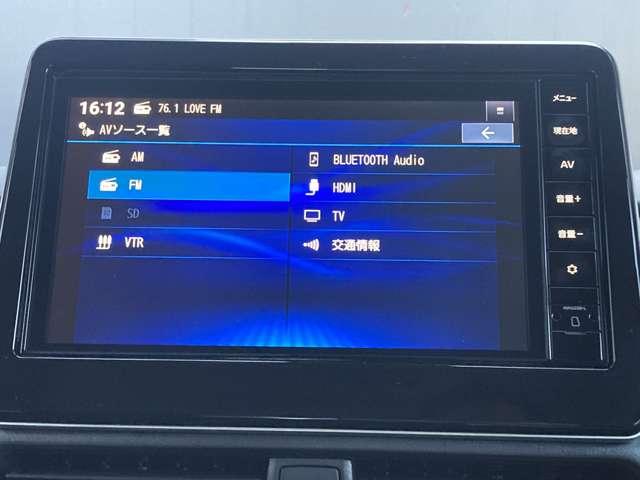 16:12 76.1 LOVE FM
AVソース一覧
AM
FM
SD
VTR
BLUETOOTH Audio
HDMI
TV
交通情報
メニュー
現在地
AV
音量+
音量-